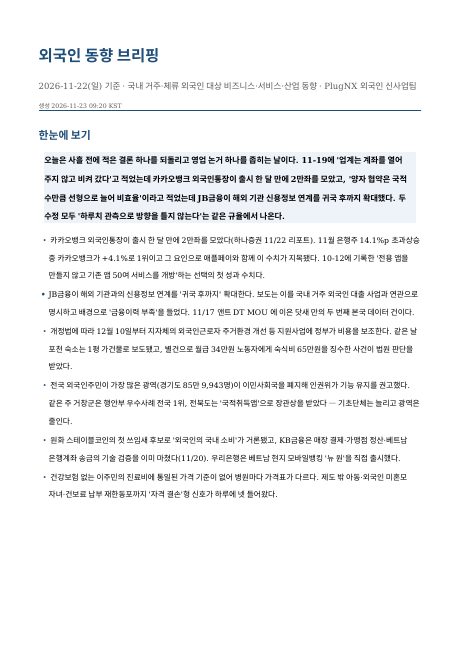 외국인 동향 브리핑
2026-11-22(일) 기준 · 국내 거주·체류 외국인 대상 비즈니스·서비스·산업 동향 · PlugNX 외국인 신사업팀
생성 2026-11-23 09:20 KST
한눈에 보기
오늘은 사흘 전에 적은 결론 하나를 되돌리고 영업 논거 하나를 좁히는 날이다. 11-19에 '업계는 계좌를 열어
주지 않고 비켜 갔다'고 적었는데 카카오뱅크 외국인통장이 출시 한 달 만에 2만좌를 모았고, '양자 협약은 국적
수만큼 선형으로 늘어 비효율'이라고 적었는데 JB금융이 해외 기관 신용정보 연계를 귀국 후까지 확대했다. 두
수정 모두 '하루치 관측으로 방향을 틀지 않는다'는 같은 규율에서 나온다.
• 카카오뱅크 외국인통장이 출시 한 달 만에 2만좌를 모았다(하나증권 11/22 리포트). 11월 은행주 14.1%p 초과상승
중 카카오뱅크가 +4.1%로 1위이고 그 요인으로 애플페이와 함께 이 수치가 지목됐다. 10-12에 기록한 '전용 앱을
만들지 않고 기존 앱 50여 서비스를 개방'하는 선택의 첫 성과 수치다.
• JB금융이 해외 기관과의 신용정보 연계를 '귀국 후까지' 확대한다. 보도는 이를 국내 거주 외국인 대출 사업과 연관으로
명시하고 배경으로 '금융이력 부족'을 들었다. 11/17 앤트 DT MOU 에 이은 닷새 만의 두 번째 본국 데이터 건이다.
• 개정법에 따라 12월 10일부터 지자체의 외국인근로자 주거환경 개선 등 지원사업에 정부가 비용을 보조한다. 같은 날
포천 숙소는 1평 가건물로 보도됐고, 별건으로 월급 34만원 노동자에게 숙식비 65만원을 징수한 사건이 법원 판단을
받았다.
• 전국 외국인주민이 가장 많은 광역(경기도 85만 9,943명)이 이민사회국을 폐지해 인권위가 기능 유지를 권고했다.
같은 주 거창군은 행안부 우수사례 전국 1위, 전북도는 '국적취득앱'으로 장관상을 받았다 — 기초단체는 늘리고 광역은
줄인다.
• 원화 스테이블코인의 첫 쓰임새 후보로 '외국인의 국내 소비'가 거론됐고, KB금융은 매장 결제·가맹점 정산·베트남
은행계좌 송금의 기술 검증을 이미 마쳤다(11/20). 우리은행은 베트남 현지 모바일뱅킹 '뉴 원'을 직접 출시했다.
• 건강보험 없는 이주민의 진료비에 통일된 가격 기준이 없어 병원마다 가격표가 다르다. 제도 밖 아동·외국인 미혼모
자녀·건보료 납부 재한동포까지 '자격 결손'형 신호가 하루에 넷 들어왔다.